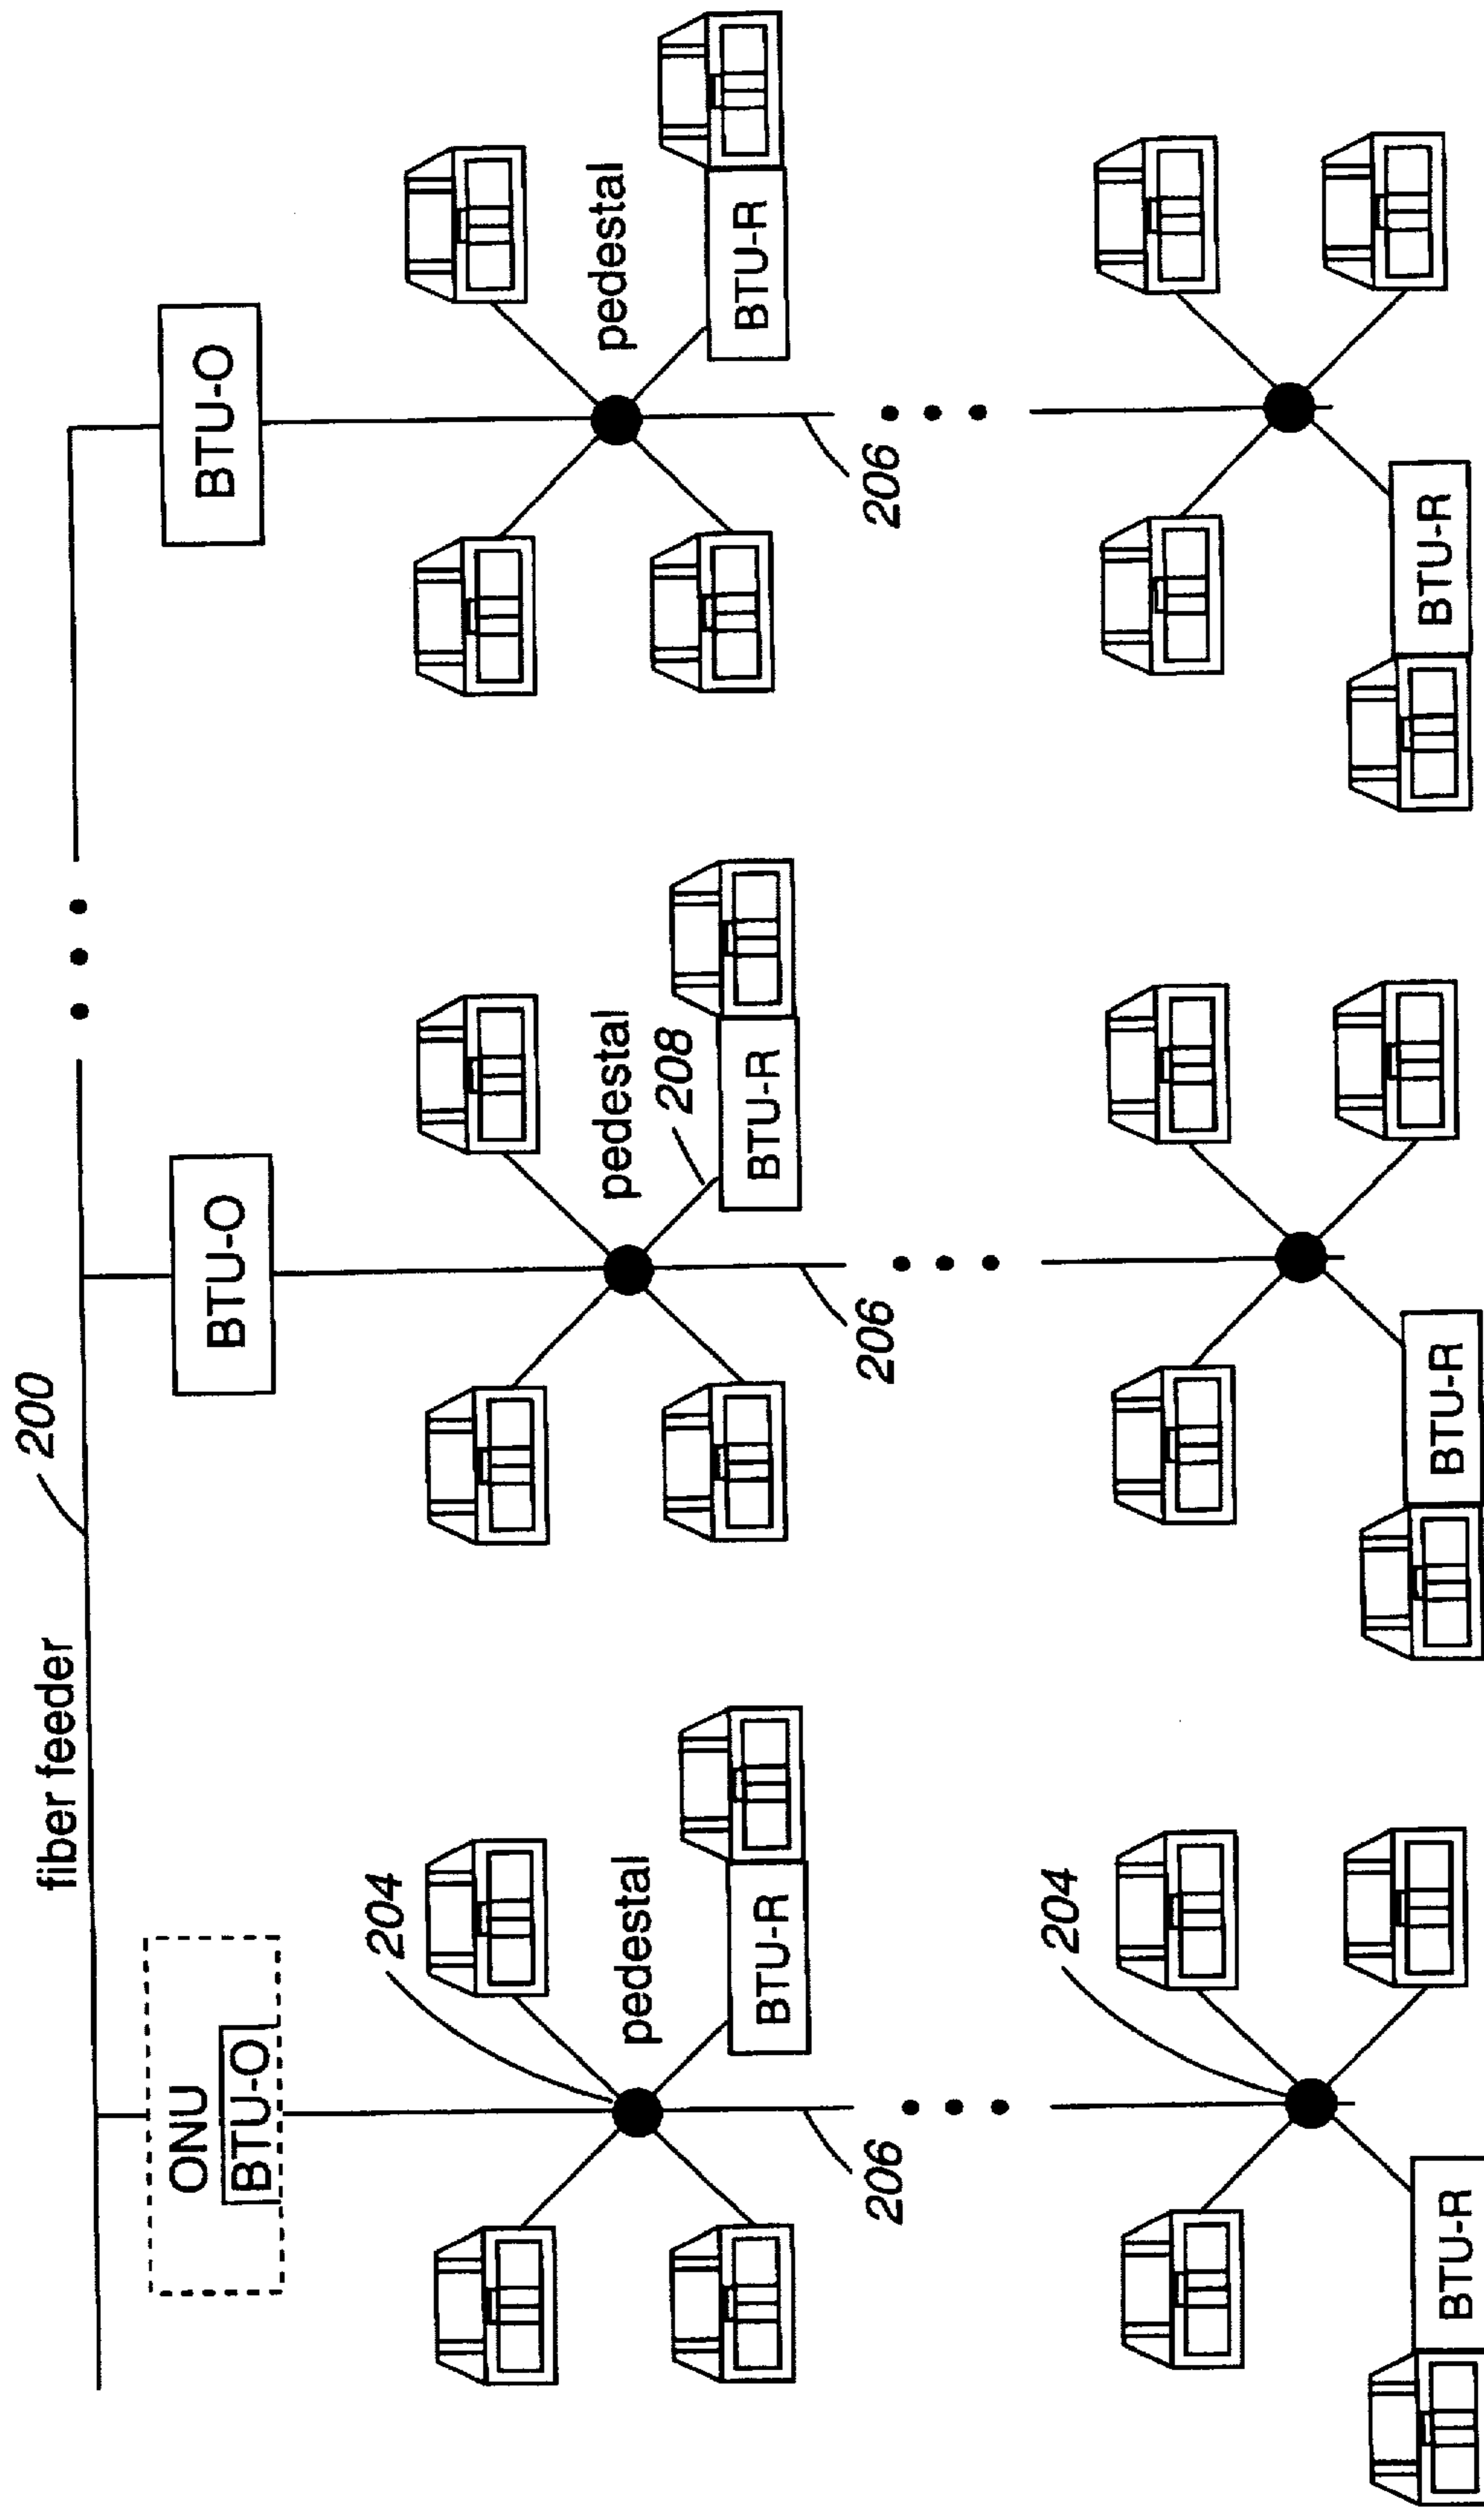 fiber feeder
200
ONU
BTU-O
BTU-O
BTU-O
204
pedestal
BTU-R
206
pedestal
208
BTU-R
206
pedestal
BTU-R
206
204
BTU-R
BTU-R
BTU-R